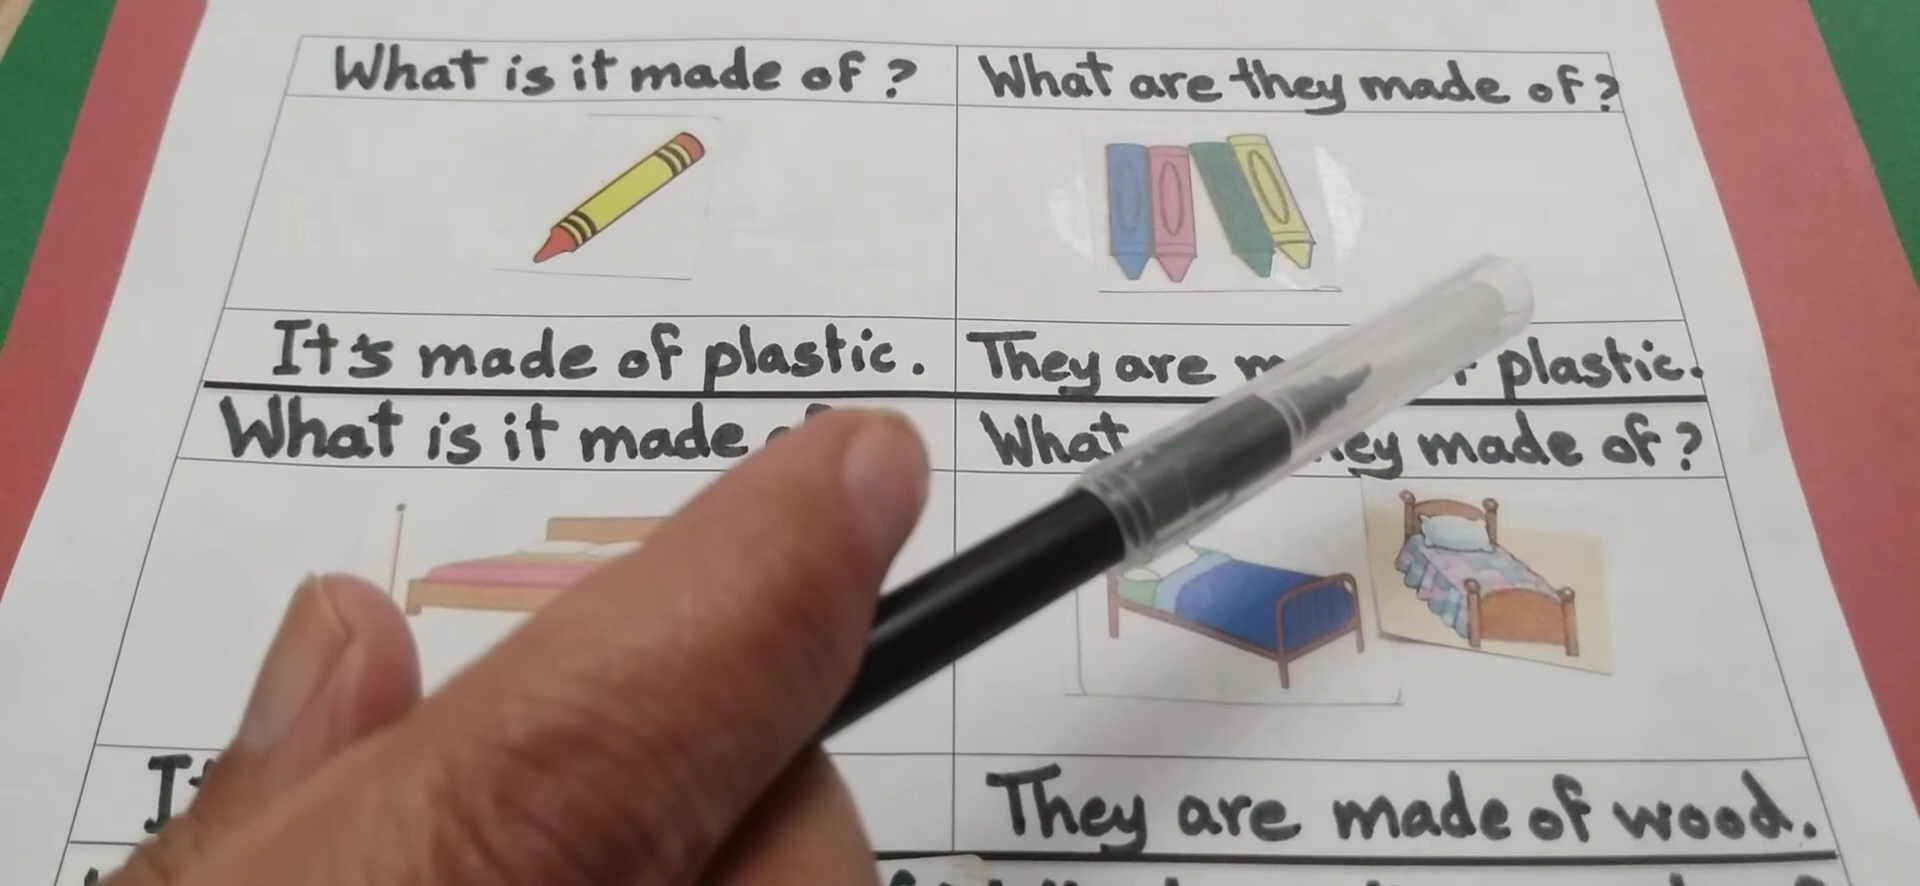 What is it made of?
What are they made of?
It's made of plastic.
They are plastic.
What is it made
What made of?
They are made of wood.